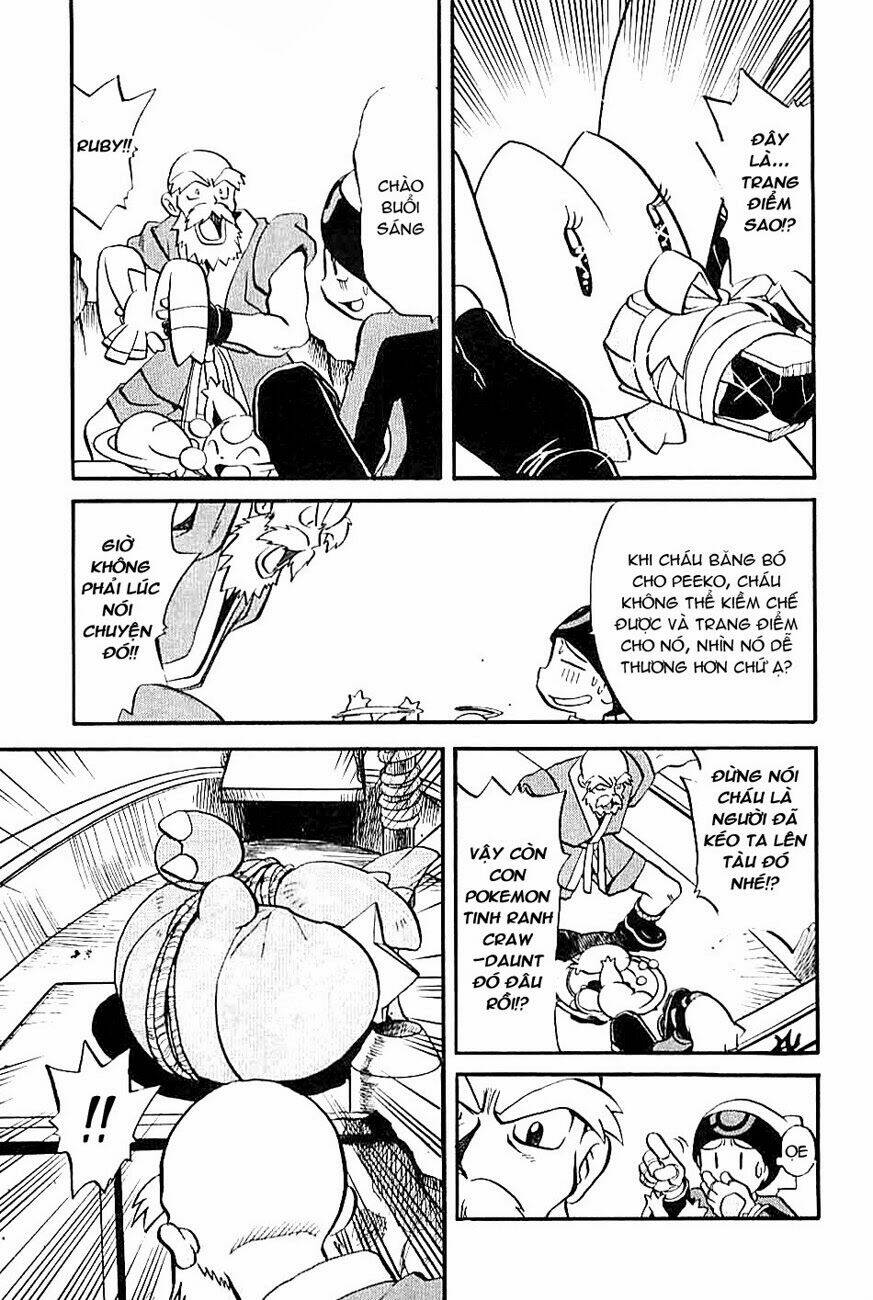 ĐÂY
LÀ...
TRANG
ĐIỂM
SAO!?
CHÀO
BUỔI
SÁNG
RUBY!!
KHI CHÁU BĂNG BÓ
CHO PEEKO, CHÁU
KHÔNG THỂ KIỀM CHẾ
ĐƯỢC VÀ TRANG ĐIỂM
CHO NÓ, NHÌN NÓ DỄ
THƯƠNG HƠN CHỨ Ạ?
GIỜ
KHÔNG
PHẢI LÚC
NÓI
CHUYỆN
ĐÓ!!
ĐỪNG NÓI
CHÁU LÀ
NGƯỜI ĐÃ
KÉO TA LÊN
TÀU ĐÓ
NHÉ!?
VẬY CÒN
CON
POKEMON
TINH RANH
CRAW
-DAUNT
ĐÓ ĐÂU
RỒI!?
OE
!!